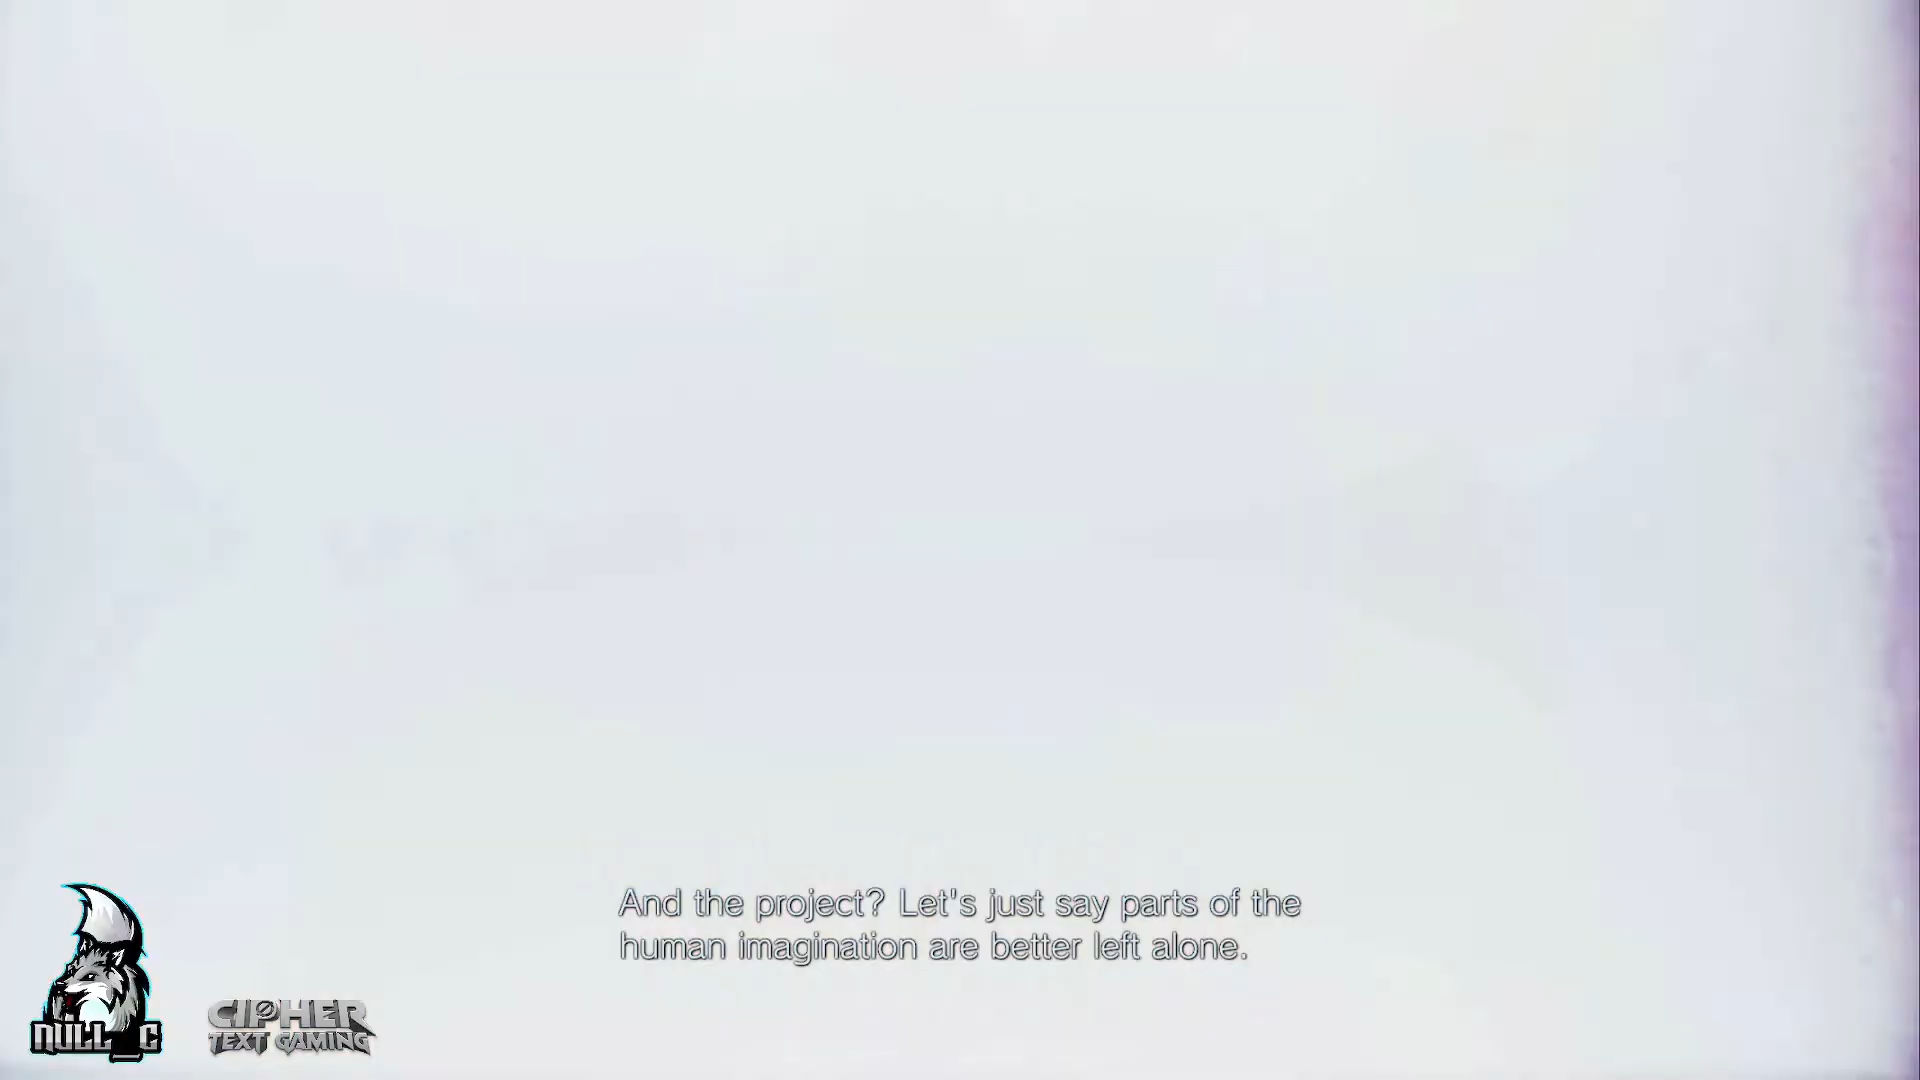 And the project? Let's just say parts of the
human imagination are better left alone.
NULL_C
CIPHER
TEXT GAMING